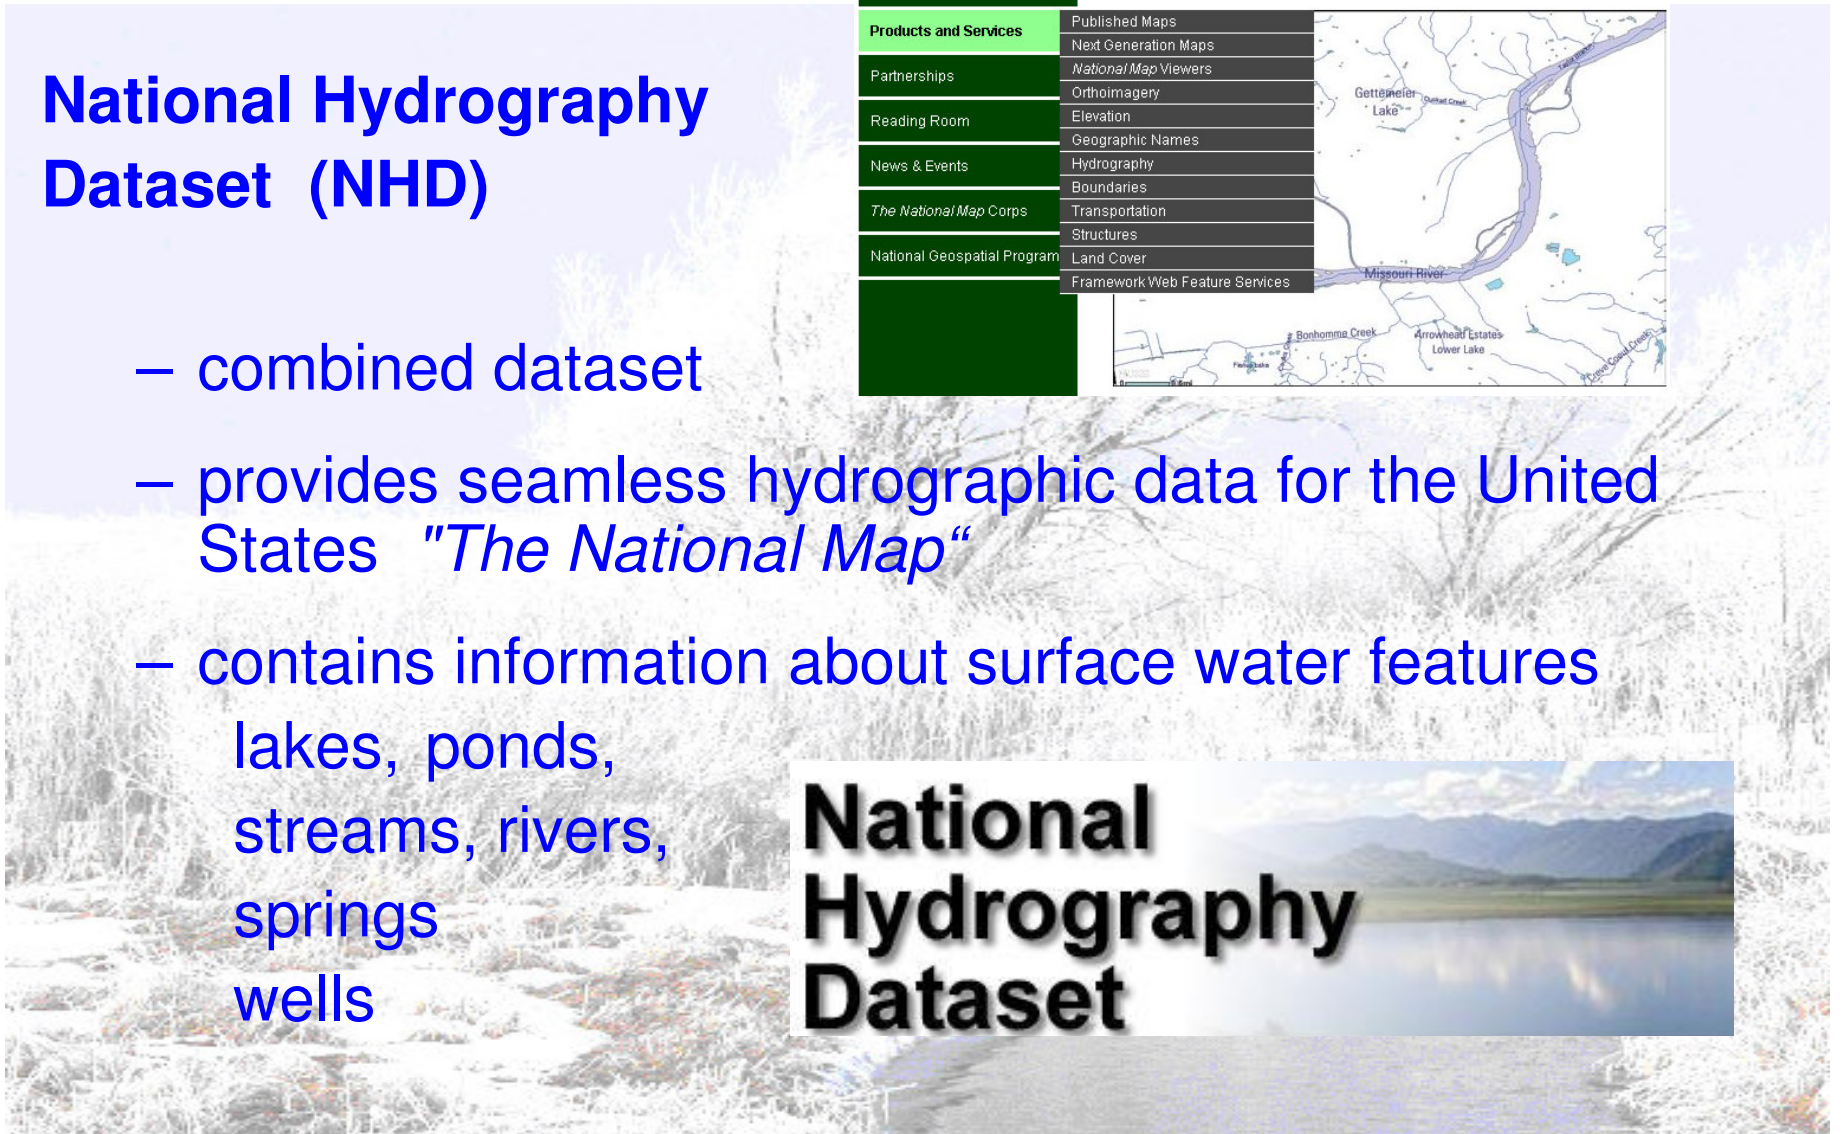 National Hydrography
Dataset (NHD)
Products and Services
Partnerships
Reading Room
News & Events
The National Map Corps
National Geospatial Program
Published Maps
Next Generation Maps
National Map Viewers
Orthoimagery
Elevation
Geographic Names
Hydrography
Boundaries
Transportation
Structures
Land Cover
Framework Web Feature Services
Gettemeier
Lake
Missouri River
Bonhomme Creek
Arrowhead Estates
Lower Lake
Creve Coeur Creek
– combined dataset
– provides seamless hydrographic data for the United
States "The National Map“
– contains information about surface water features
lakes, ponds,
streams, rivers,
springs
wells
National
Hydrography
Dataset